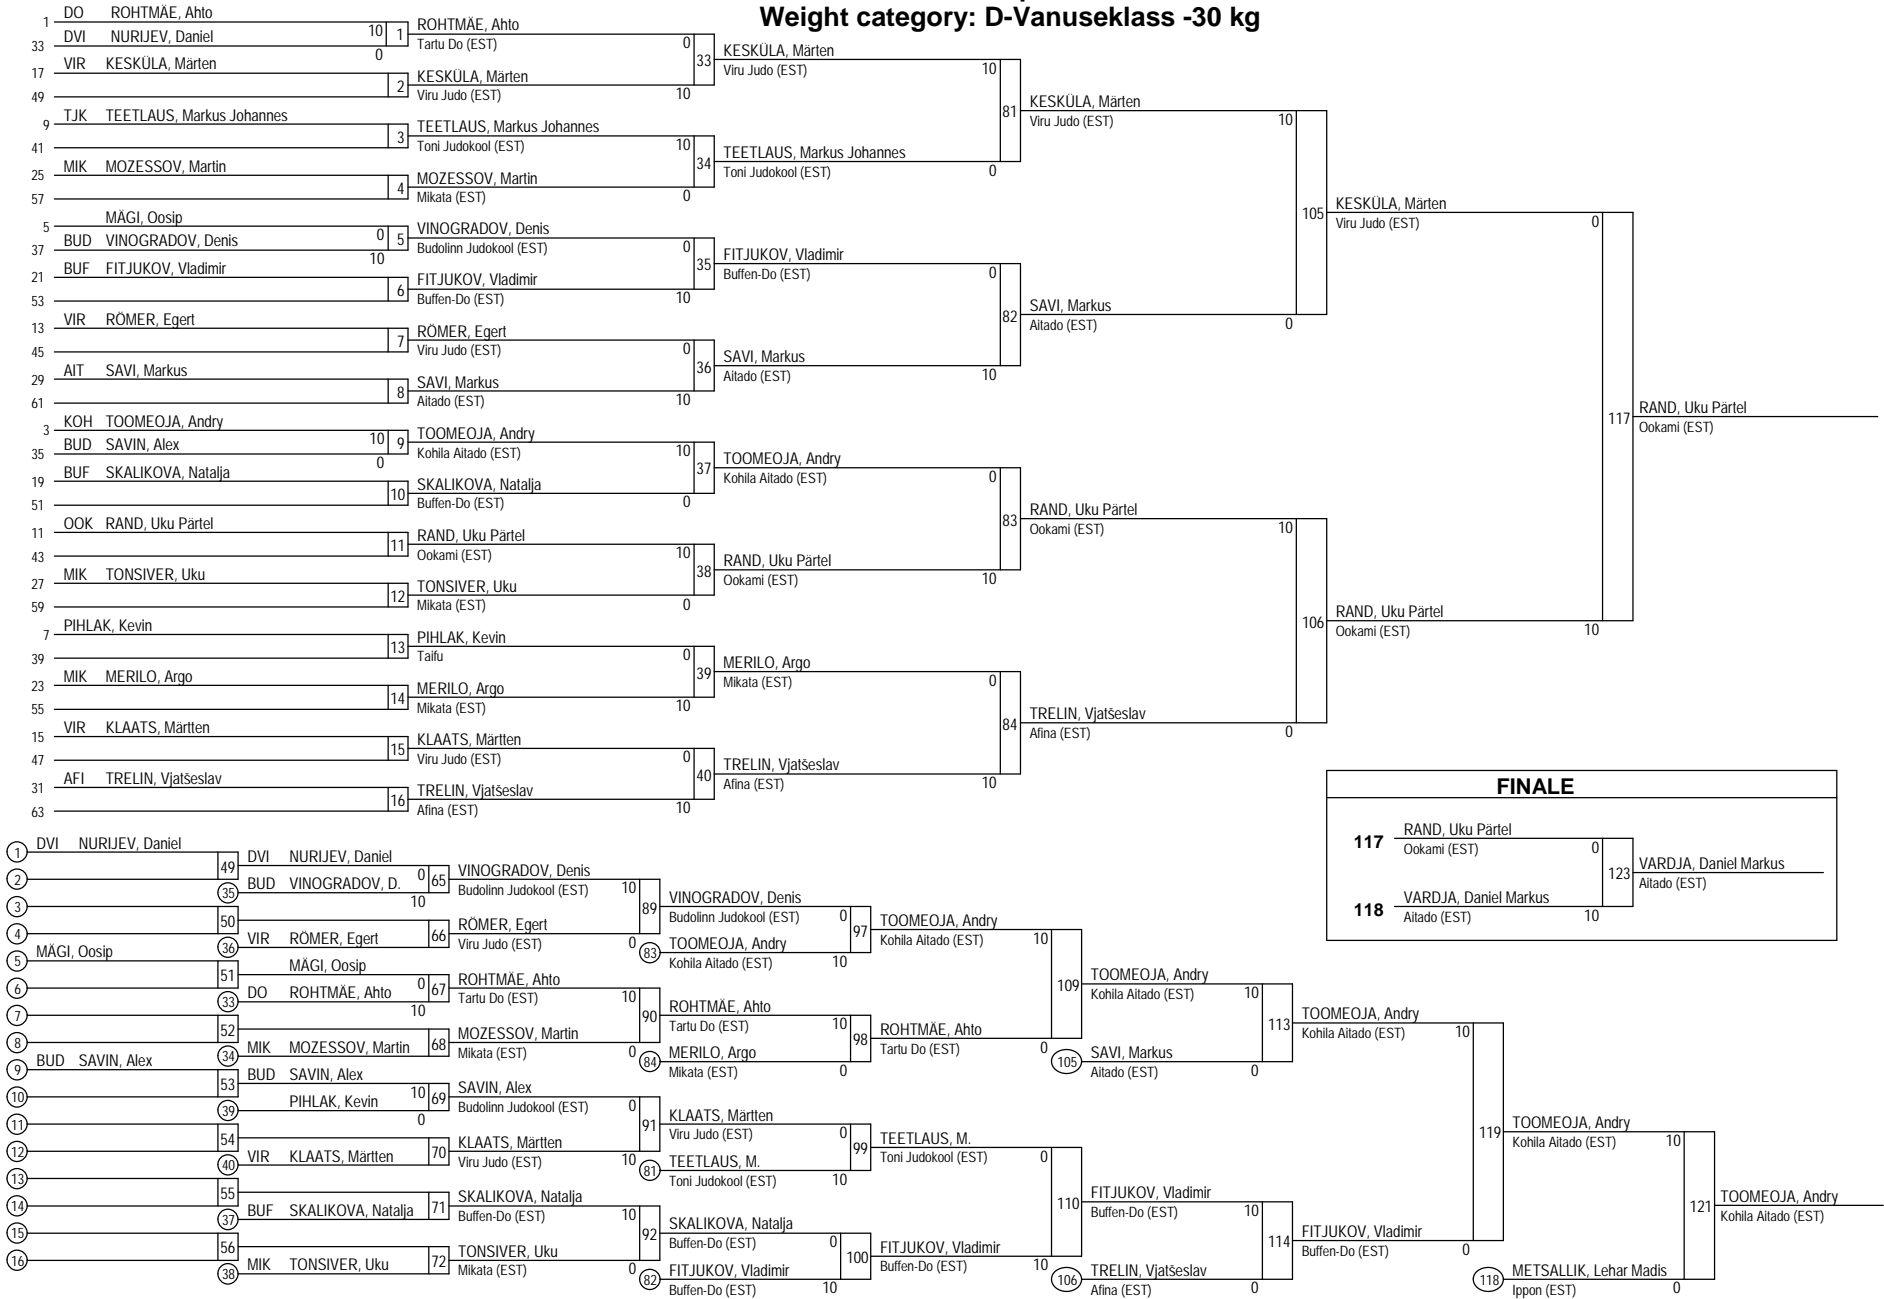 Weight category: D-Vanuseklass -30 kg
1 DO ROHTMÄE, Ahto
33 DVI NURIJEV, Daniel 10 0 1
17 VIR KESKÜLA, Märten
49 2
9 TJK TEETLAUS, Markus Johannes
41 3
25 MIK MOZESSOV, Martin
57 4
5 MÄGI, Oosip
37 BUD VINOGRADOV, Denis 0 10 5
21 BUF FITJUKOV, Vladimir
53 6
13 VIR RÖMER, Egert
45 7
29 AIT SAVI, Markus
61 8
3 KOH TOOMEOJA, Andry
35 BUD SAVIN, Alex 10 0 9
19 BUF SKALIKOVA, Natalja
51 10
11 OOK RAND, Uku Pärtel
43 11
27 MIK TONSIVER, Uku
59 12
7 PIHLAK, Kevin
39 13
23 MIK MERILO, Argo
55 14
15 VIR KLAATS, Märtten
47 15
31 AFI TRELIN, Vjatšeslav
63 16
ROHTMÄE, Ahto
Tartu Do (EST) 0
33
KESKÜLA, Märten
Viru Judo (EST) 10
TEETLAUS, Markus Johannes
Toni Judokool (EST) 10
34
MOZESSOV, Martin
Mikata (EST) 0
VINOGRADOV, Denis
Budolinn Judokool (EST) 0
35
FITJUKOV, Vladimir
Buffen-Do (EST) 10
RÖMER, Egert
Viru Judo (EST) 0
36
SAVI, Markus
Aitado (EST) 10
TOOMEOJA, Andry
Kohila Aitado (EST) 10
37
SKALIKOVA, Natalja
Buffen-Do (EST) 0
RAND, Uku Pärtel
Ookami (EST) 10
38
TONSIVER, Uku
Mikata (EST) 0
PIHLAK, Kevin
Taifu 0
39
MERILO, Argo
Mikata (EST) 10
KLAATS, Märtten
Viru Judo (EST) 0
40
TRELIN, Vjatšeslav
Afina (EST) 10
KESKÜLA, Märten
Viru Judo (EST) 10
81
TEETLAUS, Markus Johannes
Toni Judokool (EST) 0
FITJUKOV, Vladimir
Buffen-Do (EST) 0
82
SAVI, Markus
Aitado (EST) 10
TOOMEOJA, Andry
Kohila Aitado (EST) 0
83
RAND, Uku Pärtel
Ookami (EST) 10
MERILO, Argo
Mikata (EST) 0
84
TRELIN, Vjatšeslav
Afina (EST) 10
KESKÜLA, Märten
Viru Judo (EST) 10
105
SAVI, Markus
Aitado (EST) 0
RAND, Uku Pärtel
Ookami (EST) 10
106
TRELIN, Vjatšeslav
Afina (EST) 0
KESKÜLA, Märten
Viru Judo (EST) 0
117
RAND, Uku Pärtel
Ookami (EST) 10
RAND, Uku Pärtel
Ookami (EST)
FINALE
117 RAND, Uku Pärtel
Ookami (EST) 0
123 VARDJA, Daniel Markus
Aitado (EST)
118 VARDJA, Daniel Markus
Aitado (EST) 10
1 DVI NURIJEV, Daniel
2 49
3
4 50
5 MÄGI, Oosip
6 51
7
8 52
9 BUD SAVIN, Alex
10 53
11
12 54
13
14 55
15
16 56
DVI NURIJEV, Daniel
35 BUD VINOGRADOV, D. 0 10 65
36 VIR RÖMER, Egert 66
MÄGI, Oosip
33 DO ROHTMÄE, Ahto 0 10 67
34 MIK MOZESSOV, Martin 68
BUD SAVIN, Alex
39 PIHLAK, Kevin 10 0 69
40 VIR KLAATS, Märtten 70
37 BUF SKALIKOVA, Natalja 71
38 MIK TONSIVER, Uku 72
VINOGRADOV, Denis
Budolinn Judokool (EST) 10
89
RÖMER, Egert
Viru Judo (EST) 0
ROHTMÄE, Ahto
Tartu Do (EST) 10
90
MOZESSOV, Martin
Mikata (EST) 0
SAVIN, Alex
Budolinn Judokool (EST) 0
91
KLAATS, Märtten
Viru Judo (EST) 10
SKALIKOVA, Natalja
Buffen-Do (EST) 10
92
TONSIVER, Uku
Mikata (EST) 0
VINOGRADOV, Denis
Budolinn Judokool (EST) 0
97
83 TOOMEOJA, Andry
Kohila Aitado (EST) 10
ROHTMÄE, Ahto
Tartu Do (EST) 10
98
84 MERILO, Argo
Mikata (EST) 0
KLAATS, Märtten
Viru Judo (EST) 0
99
81 TEETLAUS, M.
Toni Judokool (EST) 10
SKALIKOVA, Natalja
Buffen-Do (EST) 0
100
82 FITJUKOV, Vladimir
Buffen-Do (EST) 10
TOOMEOJA, Andry
Kohila Aitado (EST) 10
109
ROHTMÄE, Ahto
Tartu Do (EST) 0
TEETLAUS, M.
Toni Judokool (EST) 0
110
FITJUKOV, Vladimir
Buffen-Do (EST) 10
TOOMEOJA, Andry
Kohila Aitado (EST) 10
113
105 SAVI, Markus
Aitado (EST) 0
FITJUKOV, Vladimir
Buffen-Do (EST) 10
114
106 TRELIN, Vjatšeslav
Afina (EST) 0
TOOMEOJA, Andry
Kohila Aitado (EST) 10
119
FITJUKOV, Vladimir
Buffen-Do (EST) 0
TOOMEOJA, Andry
Kohila Aitado (EST) 10
121
118 METSALLIK, Lehar Madis
Ippon (EST) 0
TOOMEOJA, Andry
Kohila Aitado (EST)